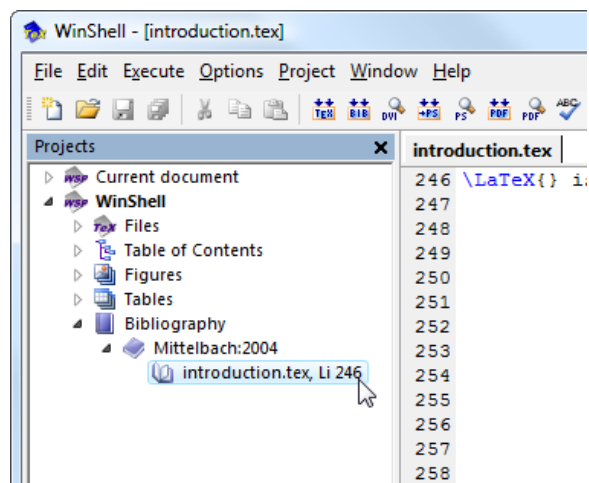 WinShell - [introduction.tex]
File Edit Execute Options Project Window Help
TEX BIB DVI →PS PS PDF PDF ABC
Projects
introduction.tex
Current document
WinShell
Files
Table of Contents
Figures
Tables
Bibliography
Mittelbach:2004
introduction.tex, Li 246
246 \LaTeX{}
247
248
249
250
251
252
253
254
255
256
257
258